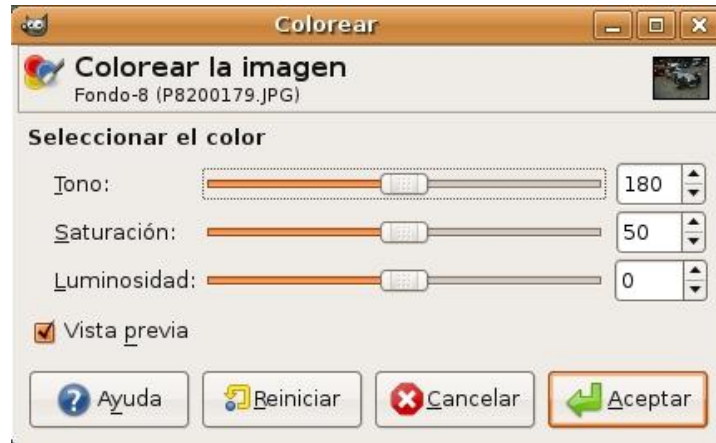 Colorear
Colorear la imagen
Fondo-8 (P8200179.JPG)
Seleccionar el color
Tono: 180
Saturación: 50
Luminosidad: 0
Vista previa
Ayuda Reiniciar Cancelar Aceptar